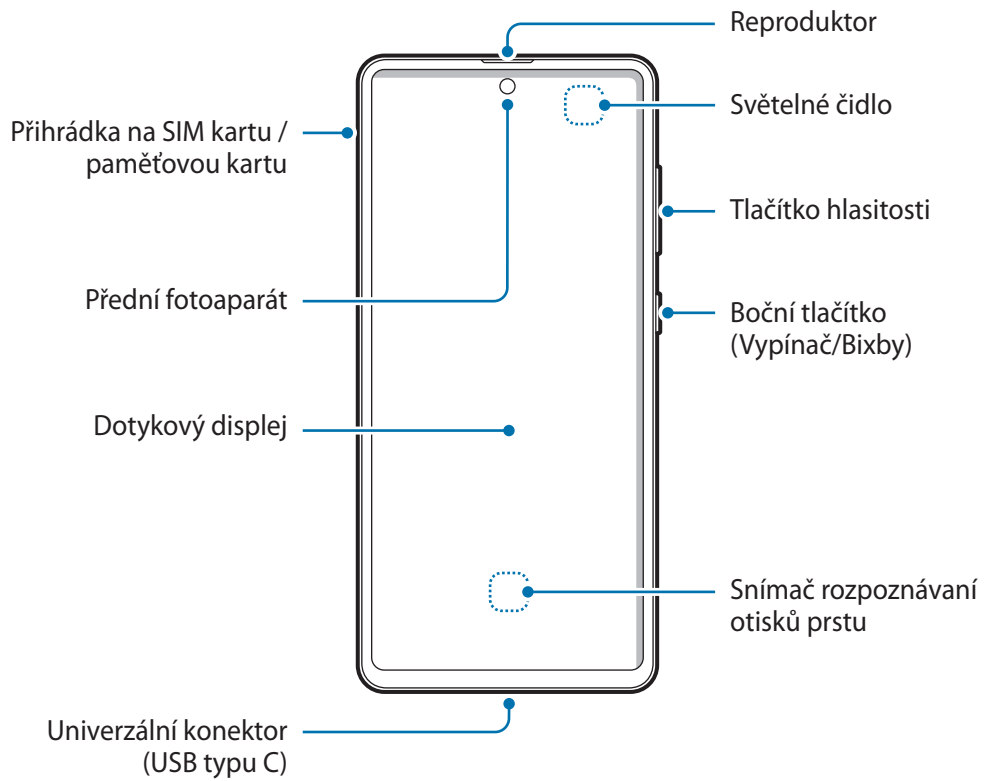 Reproduktor
Světelné čidlo
Přihrádka na SIM kartu /
paměťovou kartu
Tlačítko hlasitosti
Přední fotoaparát
Boční tlačítko
(Vypínač/Bixby)
Dotykový displej
Snímač rozpoznávaní
otisků prstu
Univerzální konektor
(USB typu C)